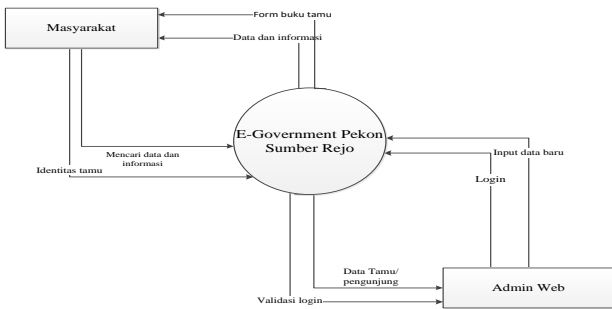 Form buku tamu
Masyarakat
Data dan informasi
E-Government Pekon
Sumber Rejo
Mencari data dan
informasi
Identitas tamu
Input data baru
Login
Data Tamu/
pengunjung
Admin Web
Validasi login